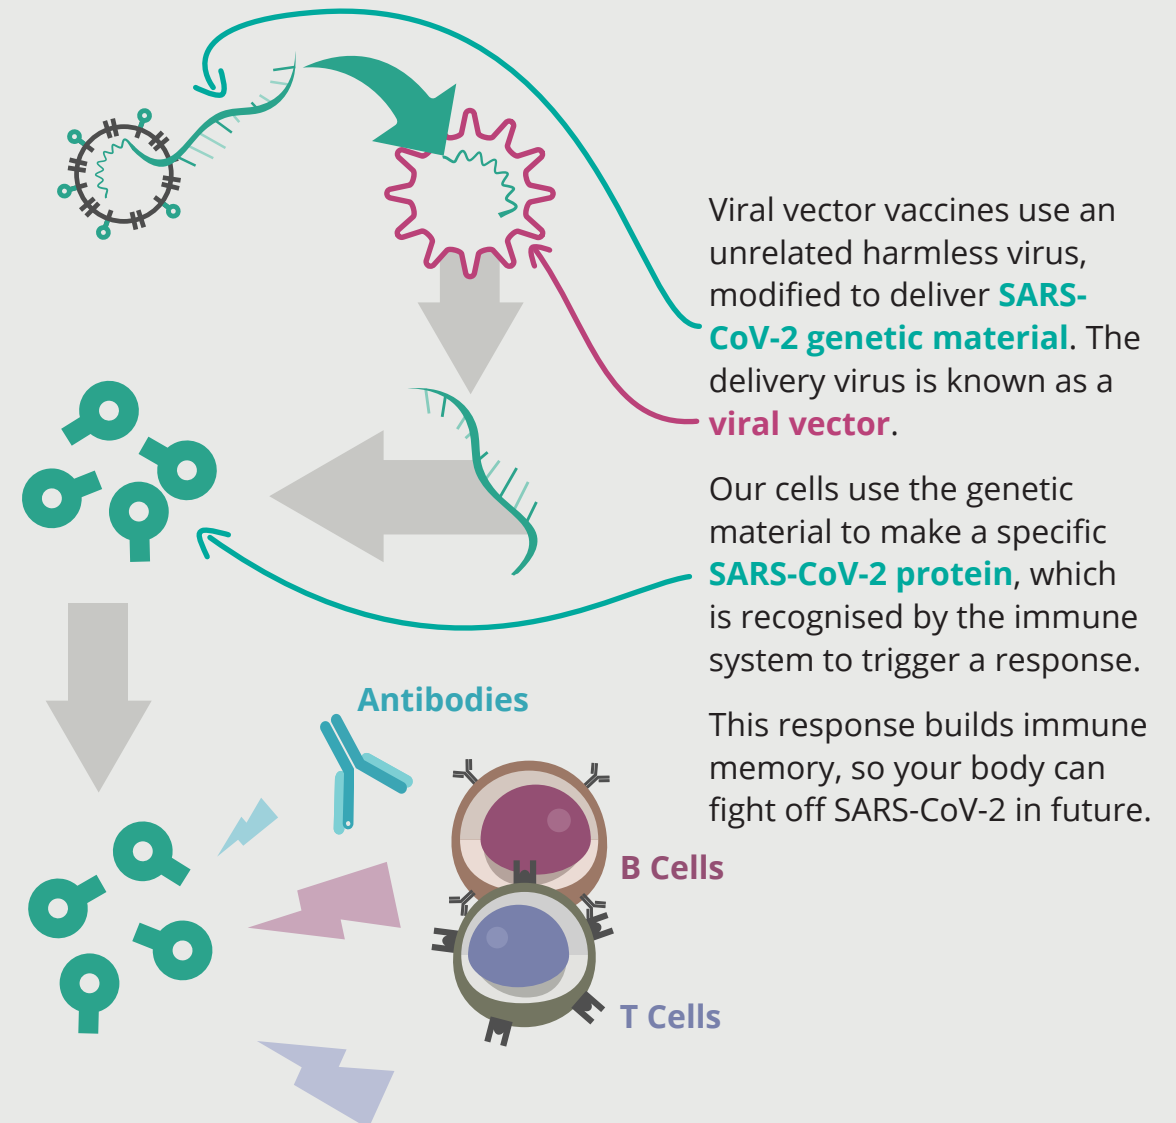 Viral vector vaccines use an
unrelated harmless virus,
modified to deliver SARS-
CoV-2 genetic material. The
delivery virus is known as a
viral vector.
Our cells use the genetic
material to make a specific
SARS-CoV-2 protein, which
is recognised by the immune
system to trigger a response.
This response builds immune
memory, so your body can
fight off SARS-CoV-2 in future.
Antibodies
B Cells
T Cells